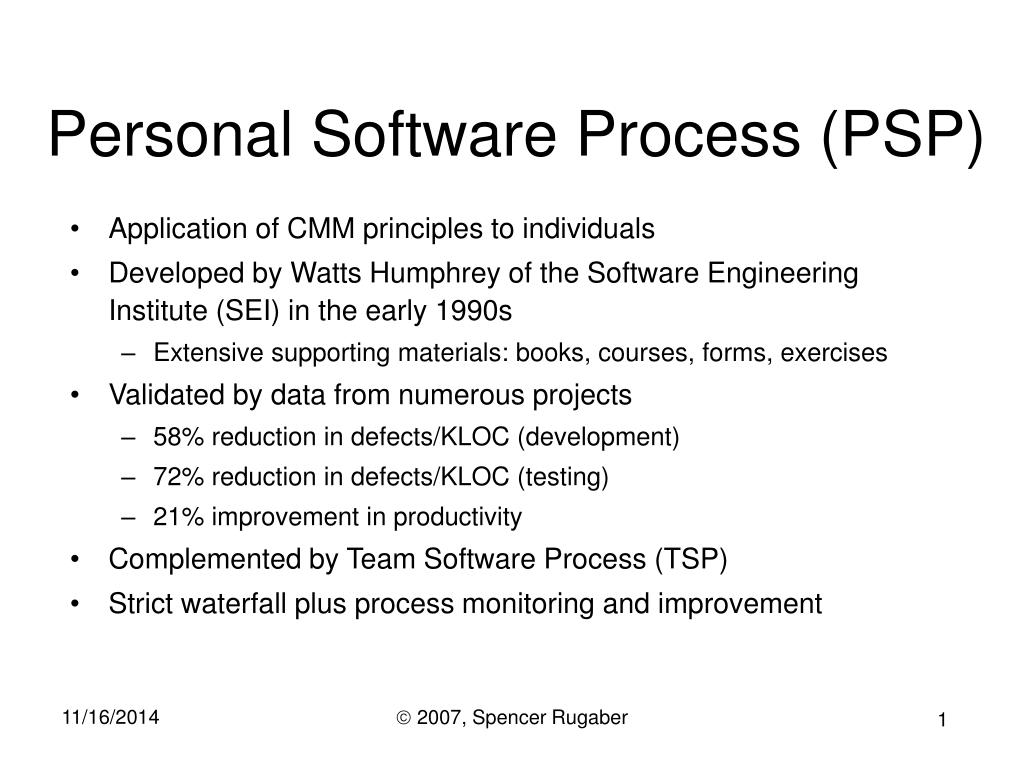 Personal Software Process (PSP)
• Application of CMM principles to individuals
• Developed by Watts Humphrey of the Software Engineering
Institute (SEI) in the early 1990s
– Extensive supporting materials: books, courses, forms, exercises
• Validated by data from numerous projects
– 58% reduction in defects/KLOC (development)
– 72% reduction in defects/KLOC (testing)
– 21% improvement in productivity
• Complemented by Team Software Process (TSP)
• Strict waterfall plus process monitoring and improvement
11/16/2014 © 2007, Spencer Rugaber 1